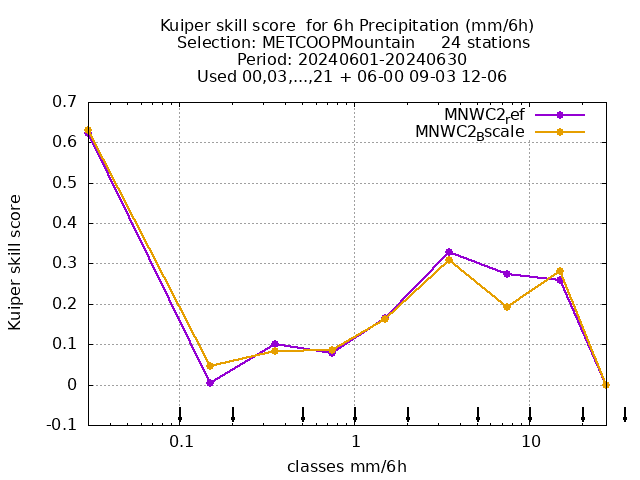 Kuiper skill score  for 6h Precipitation (mm/6h)
Selection: METCOOPMountain     24 stations
Period: 20240601-20240630
Used 00,03,...,21 + 06-00 09-03 12-06
MNWC2ref
MNWC2Bscale
0.7
0.6
0.5
0.4
0.3
0.2
0.1
0
-0.1
Kuiper skill score
0.1 1 10
classes mm/6h